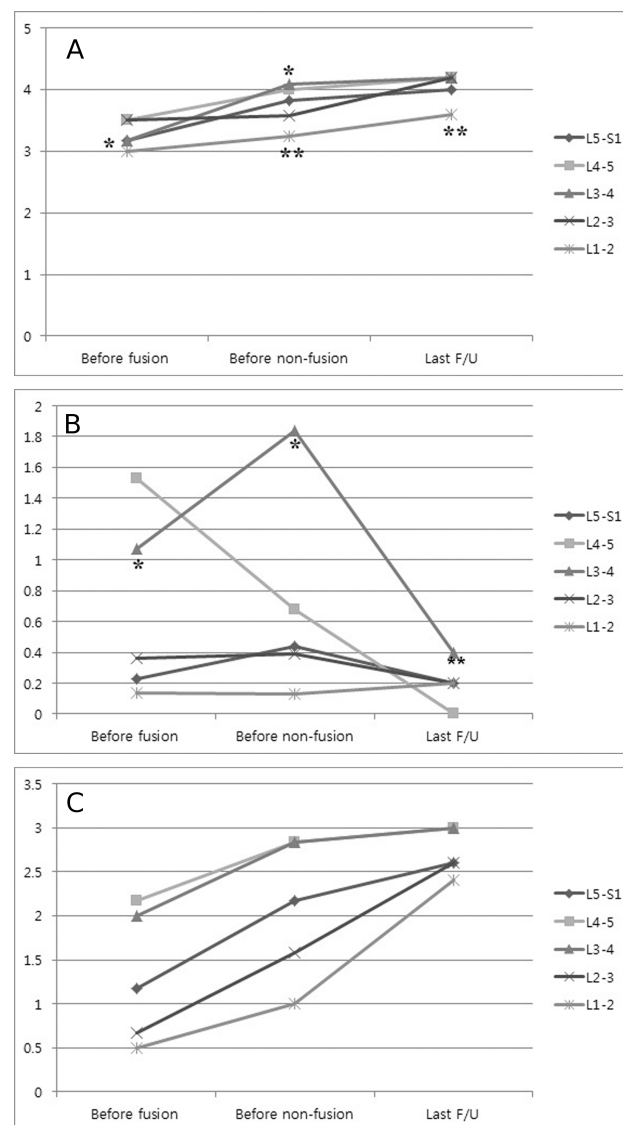 A
5
4
3
2
1
0
*
*
**
**
Before fusion Before non-fusion Last F/U
L5-S1
L4-5
L3-4
L2-3
L1-2
B
2
1.8
1.6
1.4
1.2
1
0.8
0.6
0.4
0.2
0
*
*
**
Before fusion Before non-fusion Last F/U
L5-S1
L4-5
L3-4
L2-3
L1-2
C
3.5
3
2.5
2
1.5
1
0.5
0
Before fusion Before non-fusion Last F/U
L5-S1
L4-5
L3-4
L2-3
L1-2